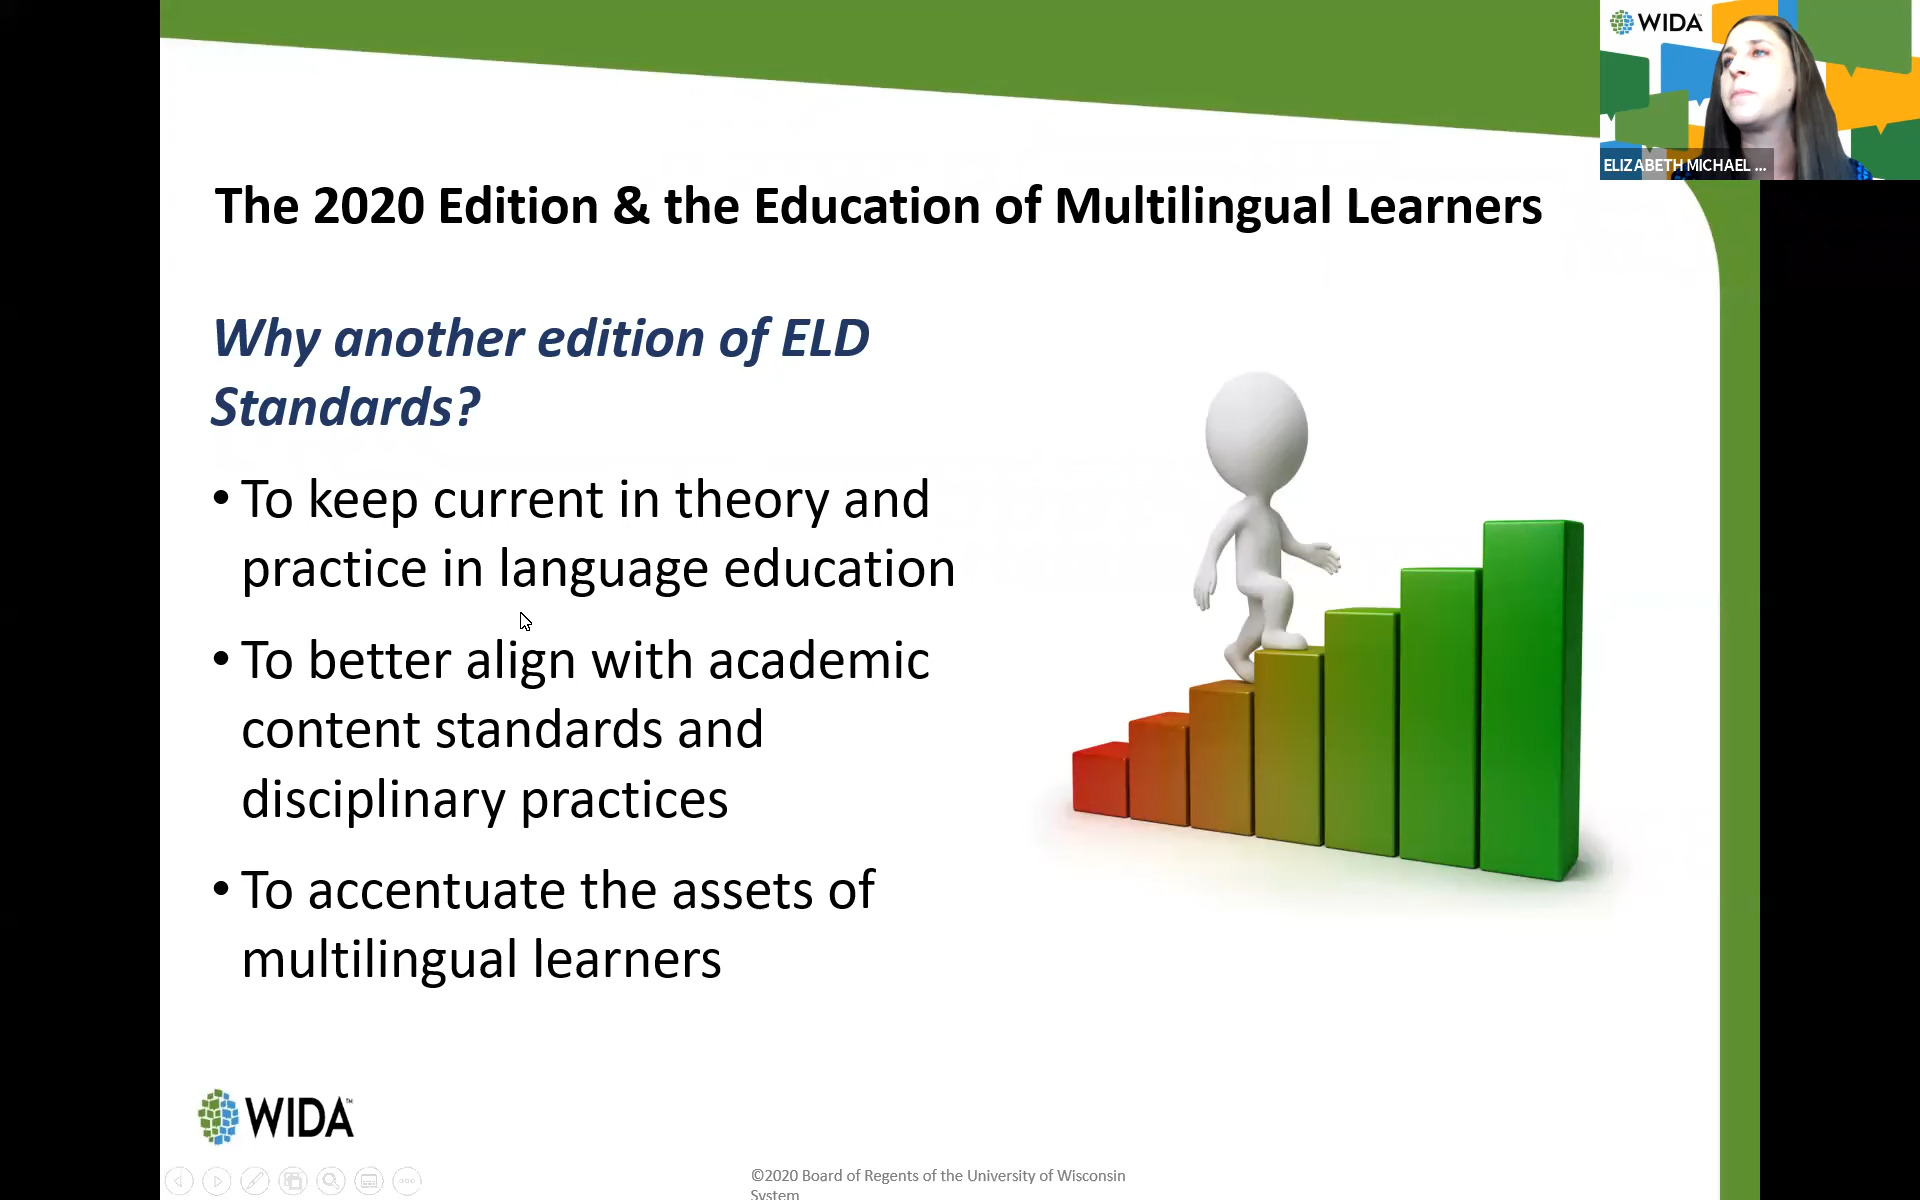 WIDA
ELIZABETH MICHAEL ...
The 2020 Edition & the Education of Multilingual Learners
Why another edition of ELD
Standards?
• To keep current in theory and
practice in language education
• To better align with academic
content standards and
disciplinary practices
• To accentuate the assets of
multilingual learners
WIDA™
©2020 Board of Regents of the University of Wisconsin
System